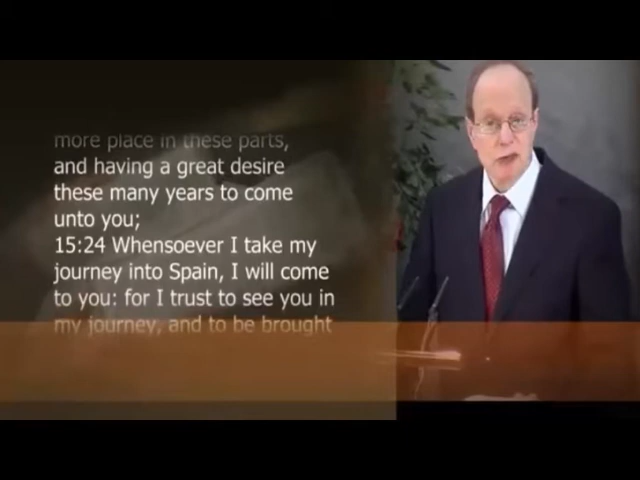 more place in these parts,
and having a great desire
these many years to come
unto you;
15:24 Whensoever I take my
journey into Spain, I will come
to you: for I trust to see you in
my journey, and to be brought